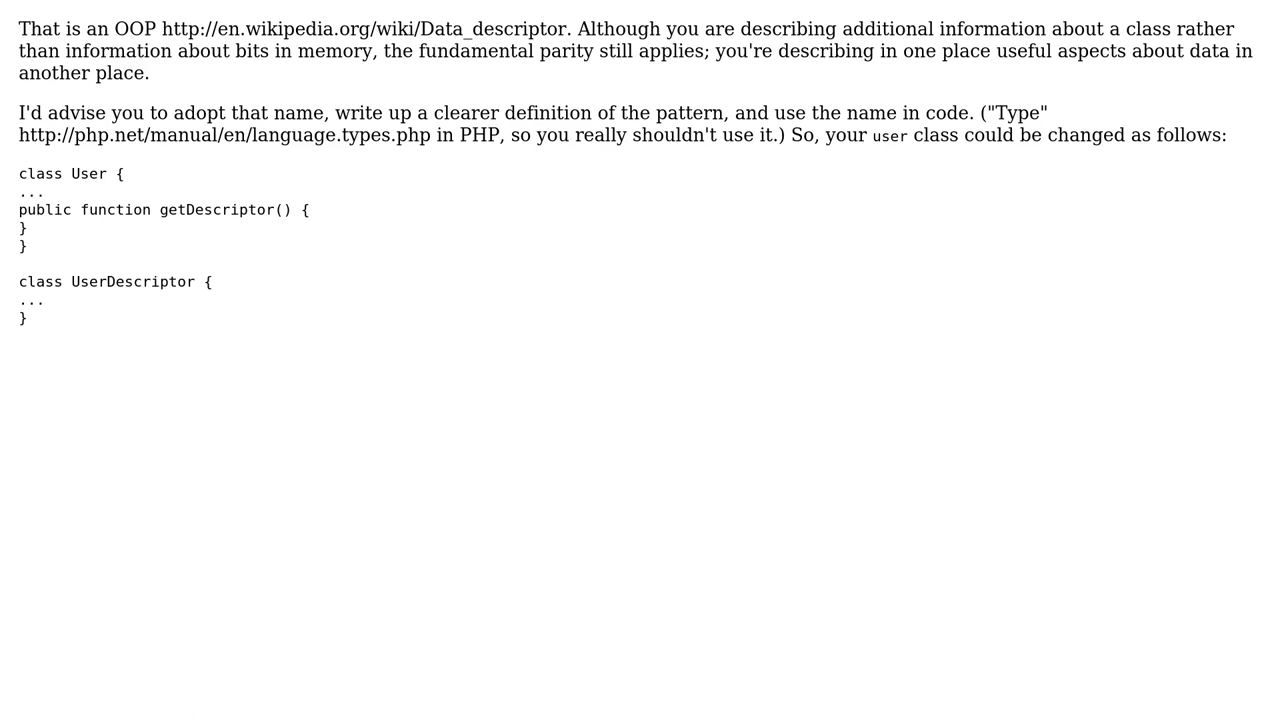 That is an OOP http://en.wikipedia.org/wiki/Data_descriptor. Although you are describing additional information about a class rather
than information about bits in memory, the fundamental parity still applies; you're describing in one place useful aspects about data in
another place.
I'd advise you to adopt that name, write up a clearer definition of the pattern, and use the name in code. ("Type"
http://php.net/manual/en/language.types.php in PHP, so you really shouldn't use it.) So, your user class could be changed as follows:
class User {
...
public function getDescriptor() {
}
}
class UserDescriptor {
...
}